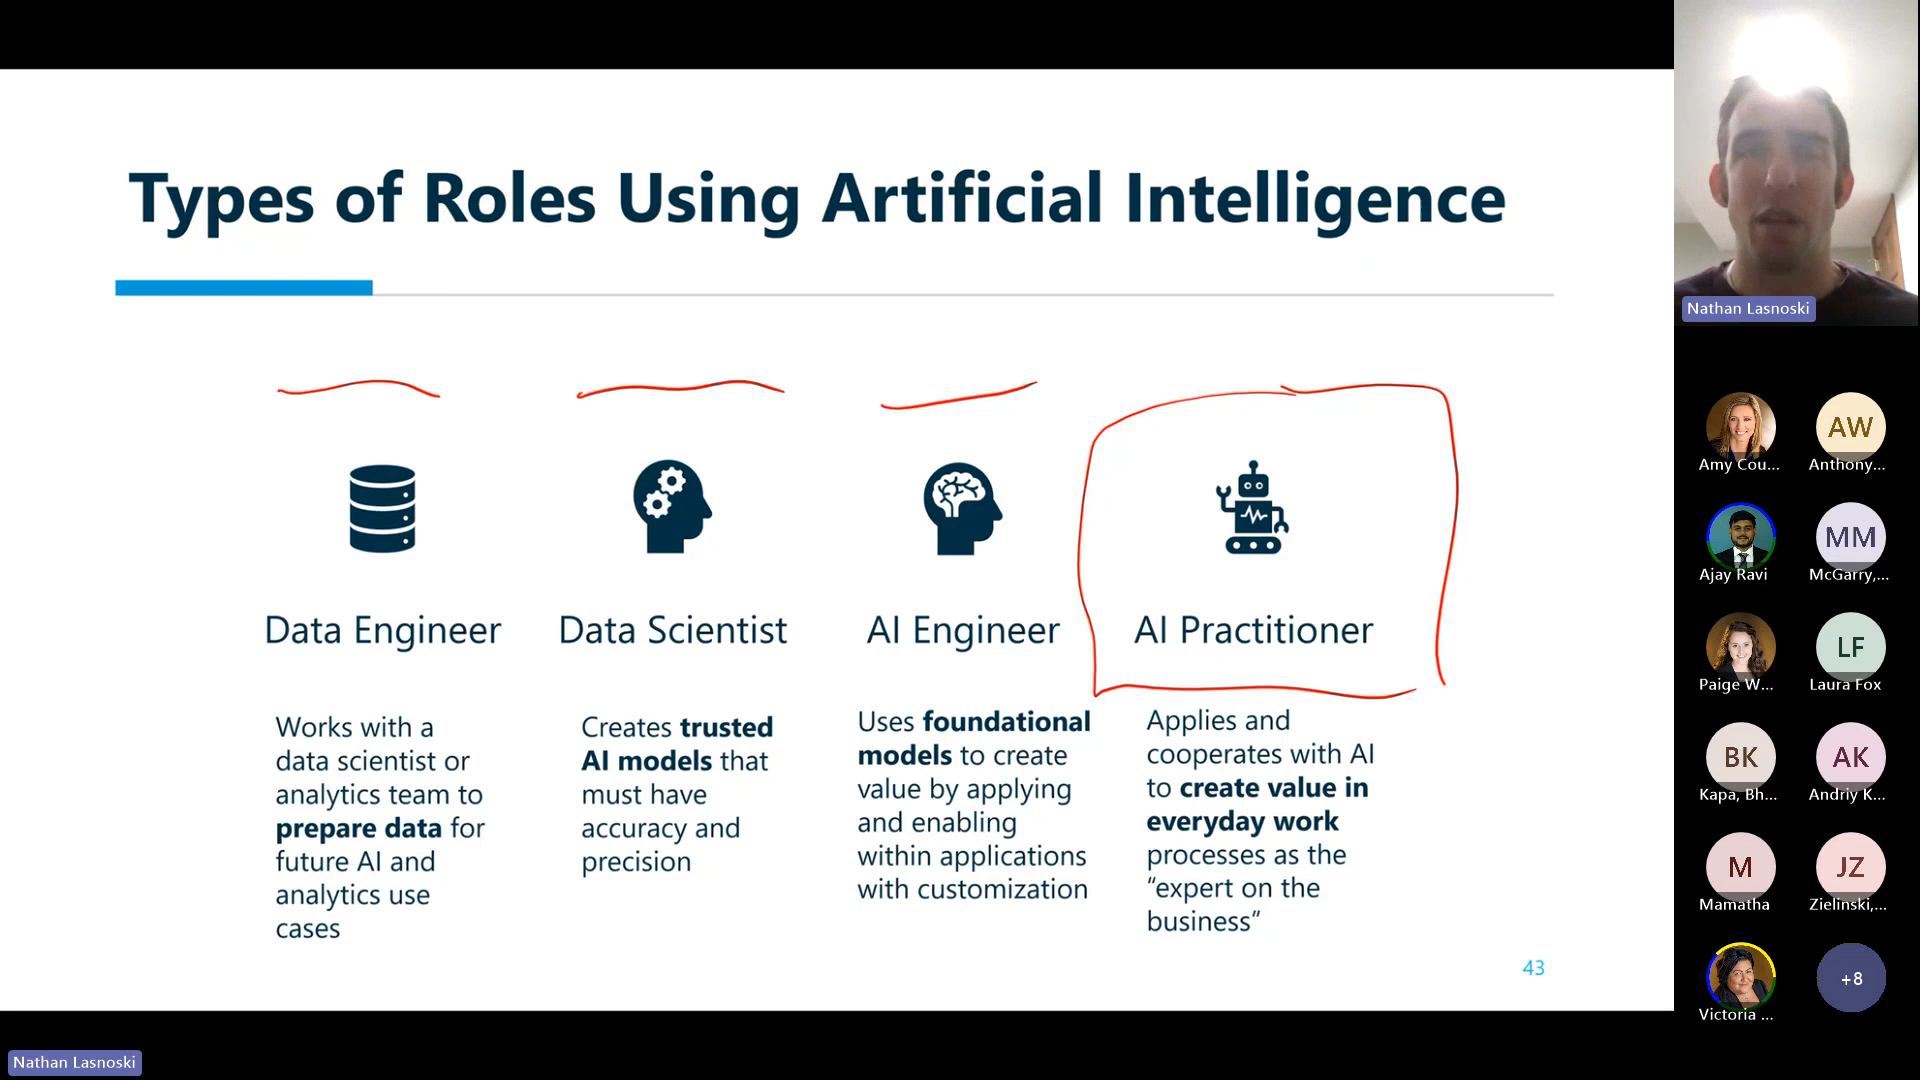 Types of Roles Using Artificial Intelligence
Data Engineer
Works with a
data scientist or
analytics team to
prepare data for
future AI and
analytics use
cases
Data Scientist
Creates trusted
AI models that
must have
accuracy and
precision
AI Engineer
Uses foundational
models to create
value by applying
and enabling
within applications
with customization
AI Practitioner
Applies and
cooperates with AI
to create value in
everyday work
processes as the
“expert on the
business”
43
Nathan Lasnoski
Nathan Lasnoski
Amy Cou...
AW
Anthony...
Ajay Ravi
MM
McGarry,...
Paige W...
LF
Laura Fox
BK
Kapa, Bh...
AK
Andriy K...
M
Mamatha
JZ
Zielinski,...
Victoria ...
+8